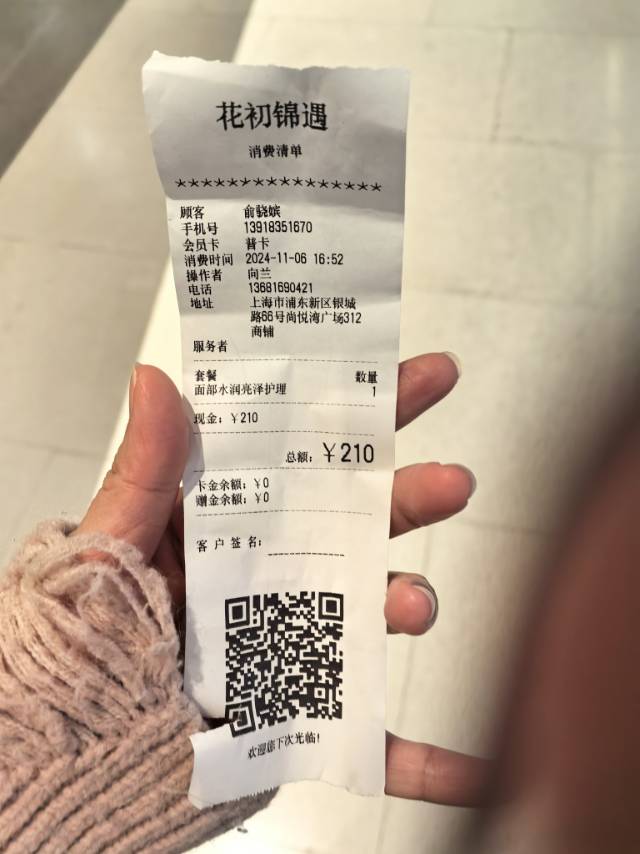 花初锦遇
消费清单
***************
顾客 俞骁嫔
手机号 13918351670
会员卡 普卡
消费时间 2024-11-06 16:52
操作者 向兰
电话 13681690421
地址 上海市浦东新区银城
路66号尚悦湾广场312
商铺
服务者
套餐 数量
面部水润亮泽护理 1
现金：￥210
总额：￥210
卡金余额：￥0
赠金余额：￥0
客户签名：
欢迎您下次光临！